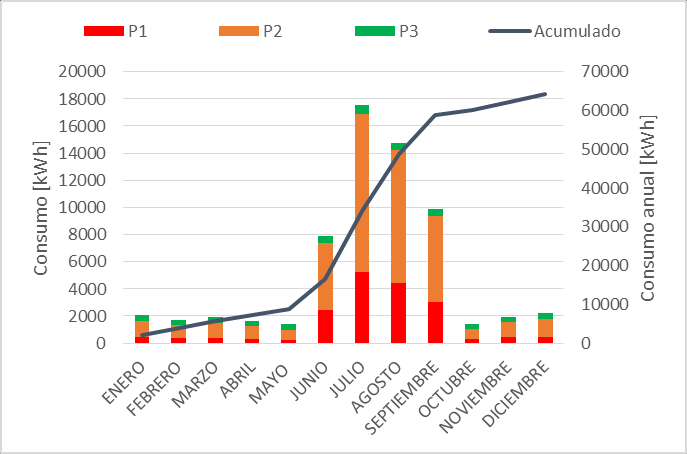 P1 P2 P3 Acumulado
20000 70000
18000
60000
16000
14000 50000
12000
40000
10000
30000
8000
6000 20000
4000
10000
2000
0 0
Consumo [kWh]
Consumo anual [kWh]
ENERO
FEBRERO
MARZO
ABRIL
MAYO
JUNIO
JULIO
AGOSTO
SEPTIEMBRE
OCTUBRE
NOVIEMBRE
DICIEMBRE